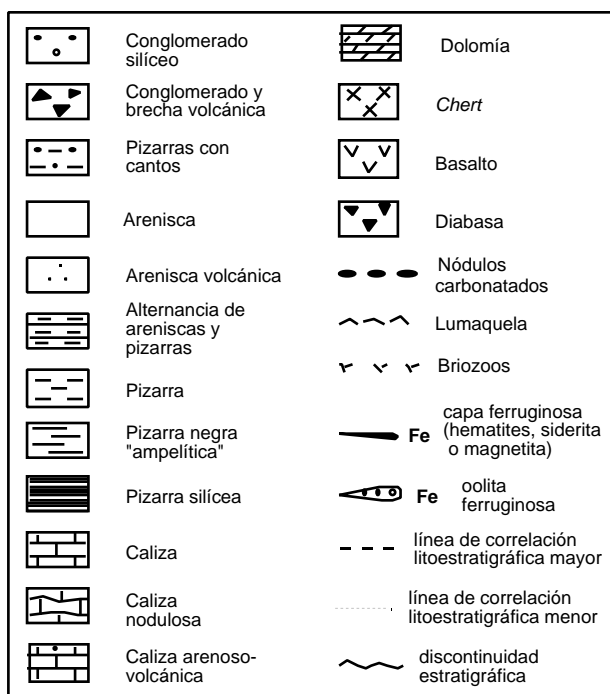 Conglomerado
silíceo
Conglomerado y
brecha volcánica
Pizarras con
cantos
Arenisca
Arenisca volcánica
Alternancia de
areniscas y
pizarras
Pizarra
Pizarra negra
"ampelítica"
Pizarra silícea
Caliza
Caliza
nodulosa
Caliza arenoso-
volcánica
Dolomía
Chert
Basalto
Diabasa
Nódulos
carbonatados
Lumaquela
Briozoos
Fe
capa ferruginosa
(hematites, siderita
o magnetita)
Fe
oolita
ferruginosa
línea de correlación
litoestratigráfica mayor
línea de correlación
litoestratigráfica menor
discontinuidad
estratigráfica